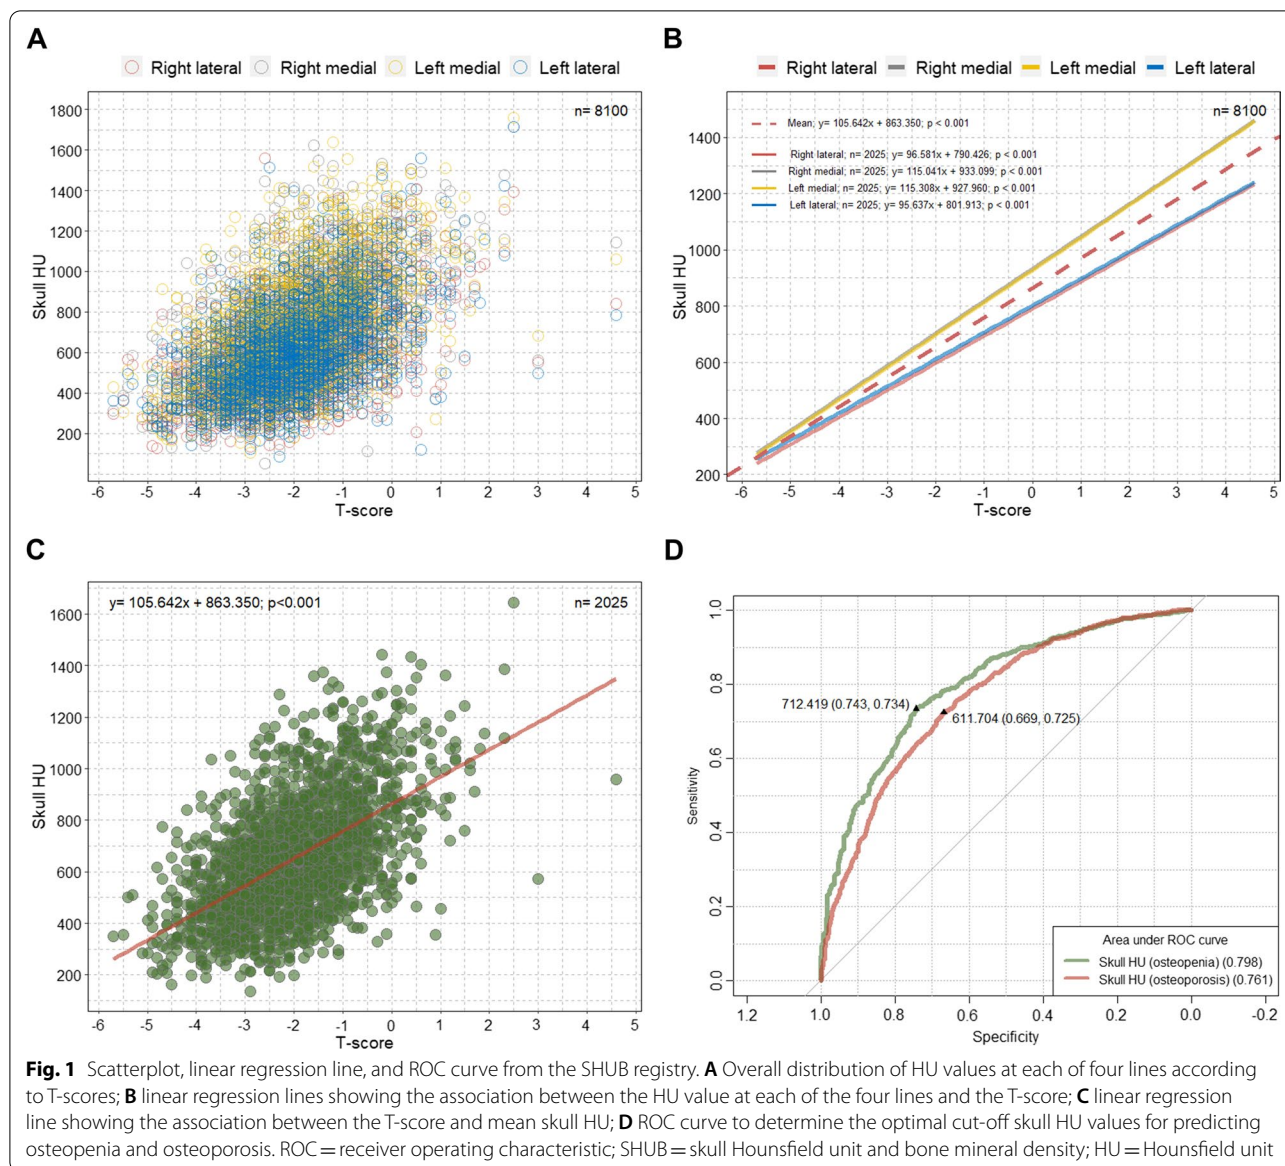 A
Right lateral Right medial Left medial Left lateral
n= 8100
1800
1600
1400
1200
1000
800
600
400
200
Skull HU
-6 -5 -4 -3 -2 -1 0 1 2 3 4 5
T-score
B
Right lateral Right medial Left medial Left lateral
n= 8100
Mean; y= 105.642x + 863.350; p < 0.001
Right lateral; n= 2025; y= 96.581x + 790.426; p < 0.001
Right medial; n= 2025; y= 115.041x + 933.099; p < 0.001
Left medial; n= 2025; y= 115.308x + 927.960; p < 0.001
Left lateral; n= 2025; y= 95.637x + 801.913; p < 0.001
1400
1200
1000
800
600
400
200
Skull HU
-6 -5 -4 -3 -2 -1 0 1 2 3 4 5
T-score
C
y= 105.642x + 863.350; p<0.001
n= 2025
1600
1400
1200
1000
800
600
400
200
Skull HU
-6 -5 -4 -3 -2 -1 0 1 2 3 4 5
T-score
D
1.0
0.8
0.6
0.4
0.2
0.0
Sensitivity
712.419 (0.743, 0.734)
611.704 (0.669, 0.725)
Area under ROC curve
Skull HU (osteopenia) (0.798)
Skull HU (osteoporosis) (0.761)
1.2 1.0 0.8 0.6 0.4 0.2 0.0 -0.2
Specificity
Fig. 1 Scatterplot, linear regression line, and ROC curve from the SHUB registry. A Overall distribution of HU values at each of four lines according
to T-scores; B linear regression lines showing the association between the HU value at each of the four lines and the T-score; C linear regression
line showing the association between the T-score and mean skull HU; D ROC curve to determine the optimal cut-off skull HU values for predicting
osteopenia and osteoporosis. ROC = receiver operating characteristic; SHUB = skull Hounsfield unit and bone mineral density; HU = Hounsfield unit